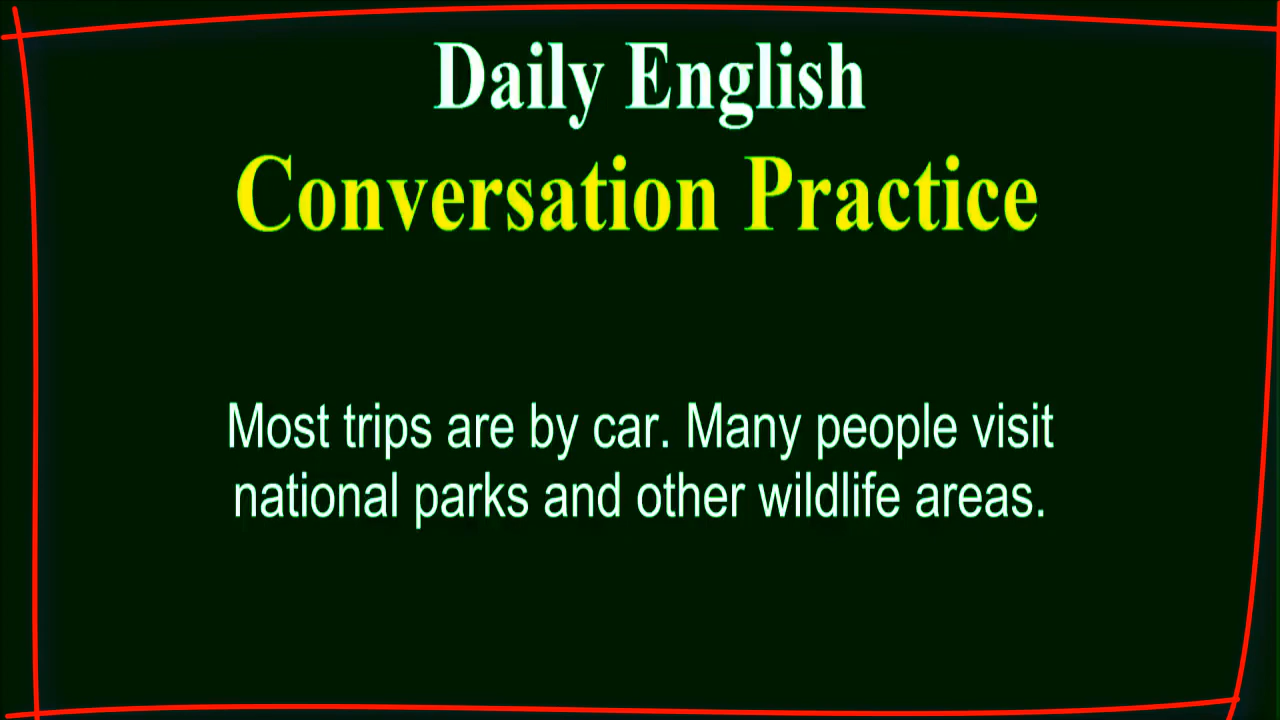 Daily English
Conversation Practice
Most trips are by car. Many people visit
national parks and other wildlife areas.